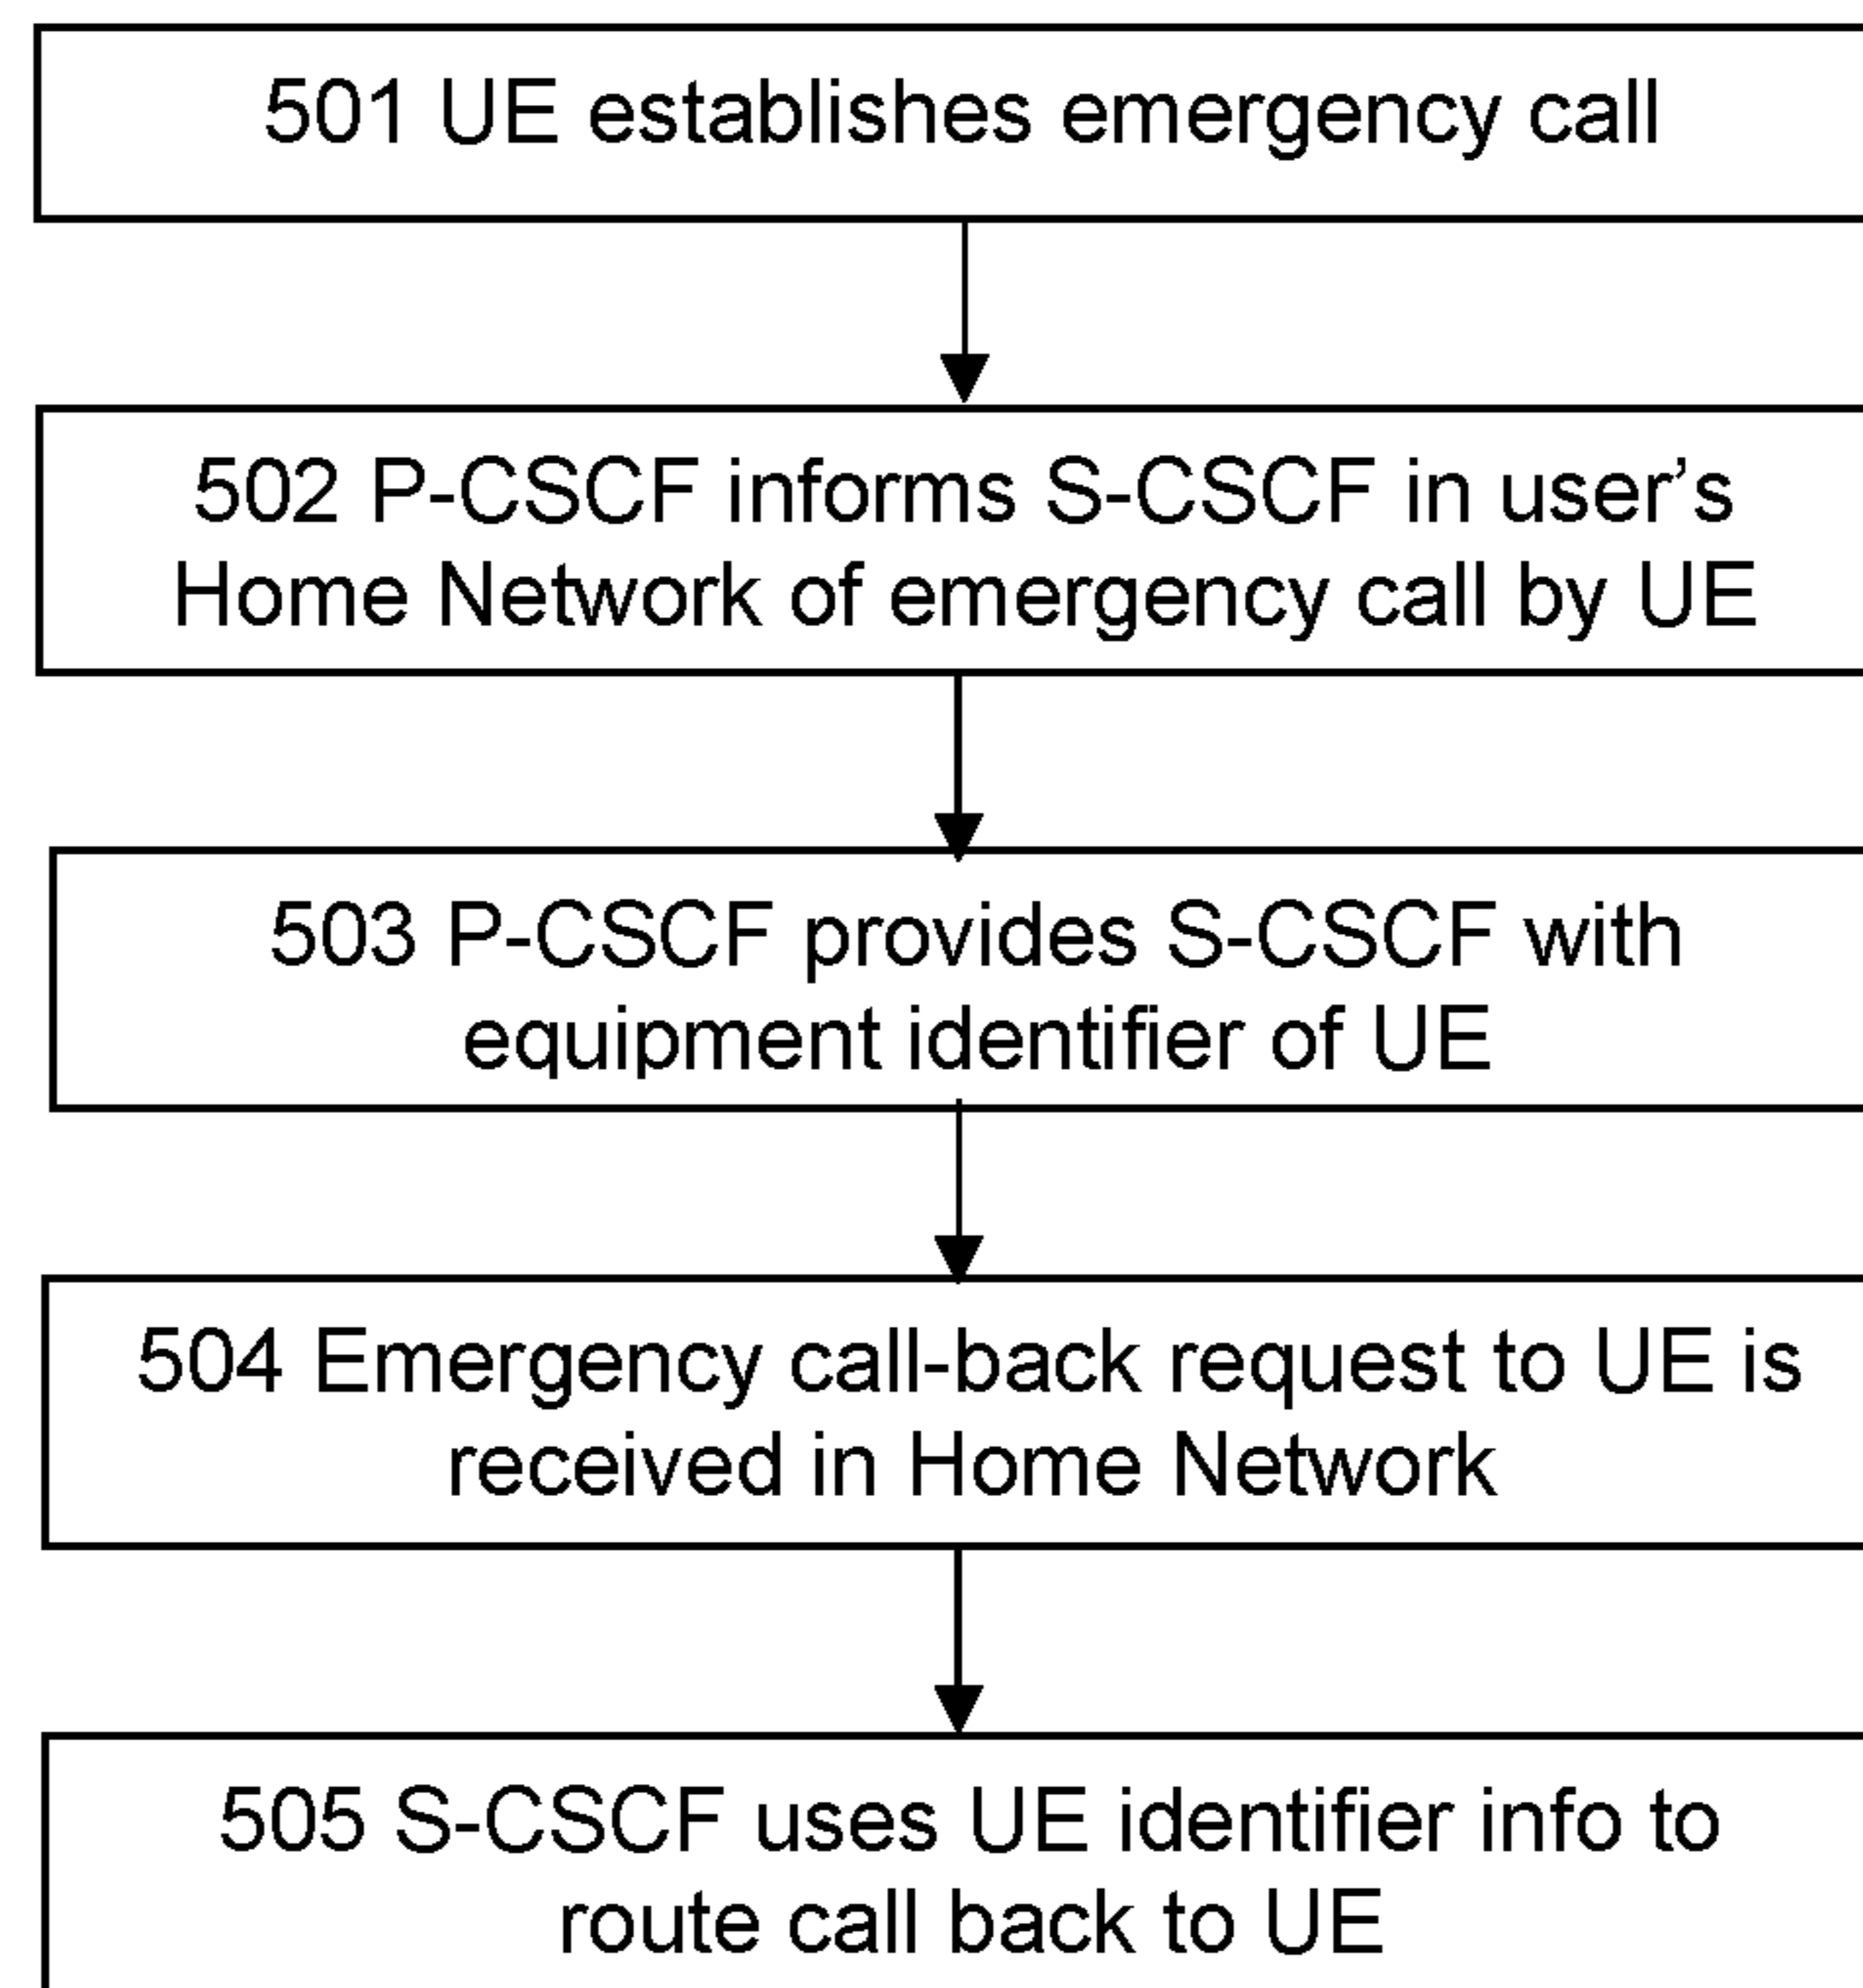 501 UE establishes emergency call
502 P-CSCF informs S-CSCF in user's
Home Network of emergency call by UE
503 P-CSCF provides S-CSCF with
equipment identifier of UE
504 Emergency call-back request to UE is
received in Home Network
505 S-CSCF uses UE identifier info to
route call back to UE